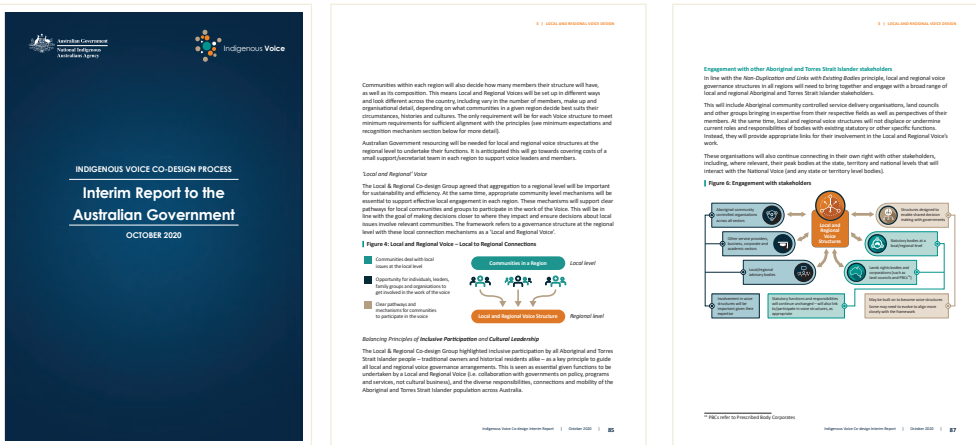 Australian Government
National Indigenous
Australians Agency
Indigenous Voice
INDIGENOUS VOICE CO-DESIGN PROCESS
Interim Report to the
Australian Government
OCTOBER 2020
5 | LOCAL AND REGIONAL VOICE DESIGN
Communities within each region will also decide how many members their structure will have,
as well as its composition. This means Local and Regional Voices will be set up in different ways
and look different across the country, including vary in the number of members, make up and
organisational detail, depending on what communities in a given region decide best suits their
circumstances, histories and cultures. The only requirement will be for each Voice structure to meet
minimum requirements for sufficient alignment with the principles (see minimum expectations and
recognition mechanism section below for more detail).
Australian Government resourcing will be needed for local and regional voice structures at the
regional level to undertake their functions. It is anticipated this will go towards covering costs of a
small support/secretariat team in each region to support voice leaders and members.
'Local and Regional' Voice
The Local & Regional Co-design Group agreed that aggregation to a regional level will be important
for sustainability and efficiency. At the same time, appropriate community level mechanisms will be
essential to support effective local engagement in each region. These mechanisms will support clear
pathways for local communities and groups to participate in the work of the Voice. This will be in
line with the goal of making decisions closer to where they impact and ensure decisions about local
issues involve relevant communities. The framework refers to a governance structure at the regional
level with these local connection mechanisms as a 'Local and Regional Voice'.
Figure 4: Local and Regional Voice – Local to Regional Connections
Communities deal with local
issues at the local level
Opportunity for individuals, leaders,
family groups and organisations to
get involved in the work of the voice
Clear pathways and
mechanisms for communities
to participate in the voice
Communities in a Region
Local level
Local and Regional Voice Structure
Regional level
Balancing Principles of Inclusive Participation and Cultural Leadership
The Local & Regional Co-design Group highlighted inclusive participation by all Aboriginal and Torres
Strait Islander people – traditional owners and historical residents alike – as a key principle to guide
all local and regional voice governance arrangements. This is seen as essential given functions to be
undertaken by a Local and Regional Voice (i.e. collaboration with governments on policy, programs
and services, not cultural business), and the diverse responsibilities, connections and mobility of the
Aboriginal and Torres Strait Islander population across Australia.
Indigenous Voice Co-design Interim Report | October 2020 | 85
5 | LOCAL AND REGIONAL VOICE DESIGN
Engagement with other Aboriginal and Torres Strait Islander stakeholders
In line with the Non-Duplication and Links with Existing Bodies principle, local and regional voice
governance structures in all regions will need to bring together and engage with a broad range of
local and regional Aboriginal and Torres Strait Islander stakeholders.
This will include Aboriginal community controlled service delivery organisations, land councils
and other groups bringing in expertise from their respective fields as well as perspectives of their
members. At the same time, local and regional voice structures will not displace or undermine
current roles and responsibilities of bodies with existing statutory or other specific functions.
Instead, they will provide appropriate links for their involvement in the Local and Regional Voice's
work.
These organisations will also continue connecting in their own right with other stakeholders,
including, where relevant, their peak bodies at the state, territory and national levels that will
interact with the National Voice (and any state or territory level bodies).
Figure 6: Engagement with stakeholders
Aboriginal community
controlled organisations
across all sectors
Other service providers,
business, corporate and
academic sectors
Local/regional
advisory bodies
Local and
Regional
Voice
Structures
Structures designed to
enable shared decision
making with governments
Statutory bodies at a
local/regional level
Lands rights bodies and
corporations (such as
land councils and PBCs
Involvement in voice
structures will be
important given their
expertise
Statutory functions and responsibilities
will continue unchanged – will also link
to/participate in voice structures, as
appropriate
May be built on to become voice structures
Some may need to evolve to align more
closely with the framework
PBCs refer to Prescribed Body Corporates
Indigenous Voice Co-design Interim Report | October 2020 | 87